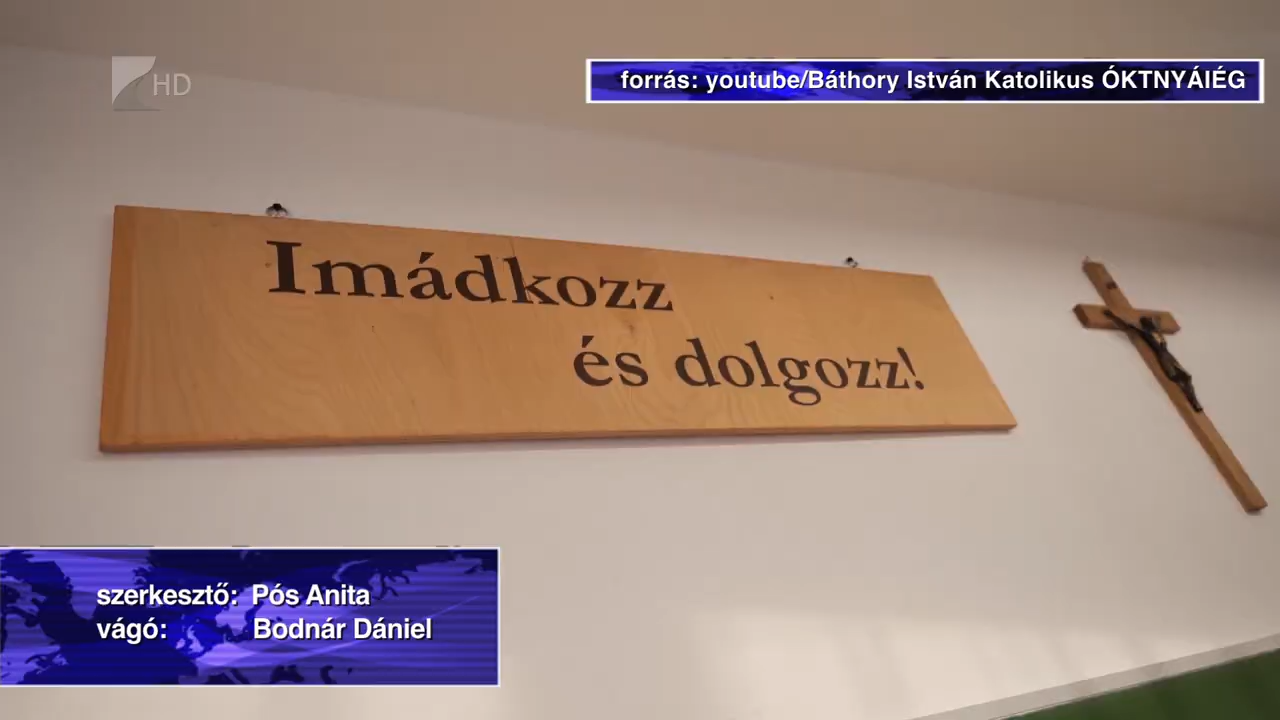 HD
forrás: youtube/Báthory István Katolikus ÓKTNYÁIÉG
Imádkozz
és dolgozz!
szerkesztő: Pós Anita
vágó: Bodnár Dániel